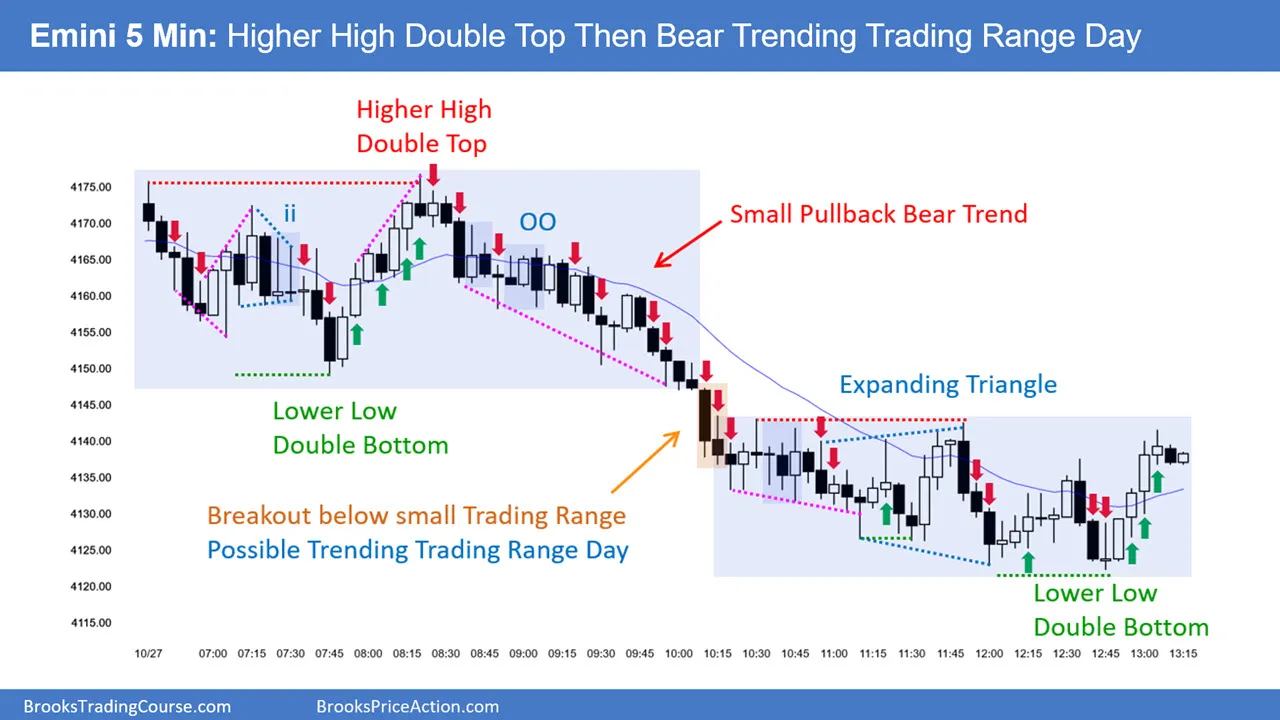 Emini 5 Min: Higher High Double Top Then Bear Trending Trading Range Day
Higher High
Double Top
ii
OO
Small Pullback Bear Trend
4175.00
4170.00
4165.00
4160.00
4155.00
4150.00
4145.00
4140.00
4135.00
4130.00
4125.00
4120.00
4115.00
Lower Low
Double Bottom
Expanding Triangle
Breakout below small Trading Range
Possible Trending Trading Range Day
Lower Low
Double Bottom
10/27 07:00 07:15 07:30 07:45 08:00 08:15 08:30 08:45 09:00 09:15 09:30 09:45 10:00 10:15 10:30 10:45 11:00 11:15 11:30 11:45 12:00 12:15 12:30 12:45 13:00 13:15
BrooksTradingCourse.com BrooksPriceAction.com